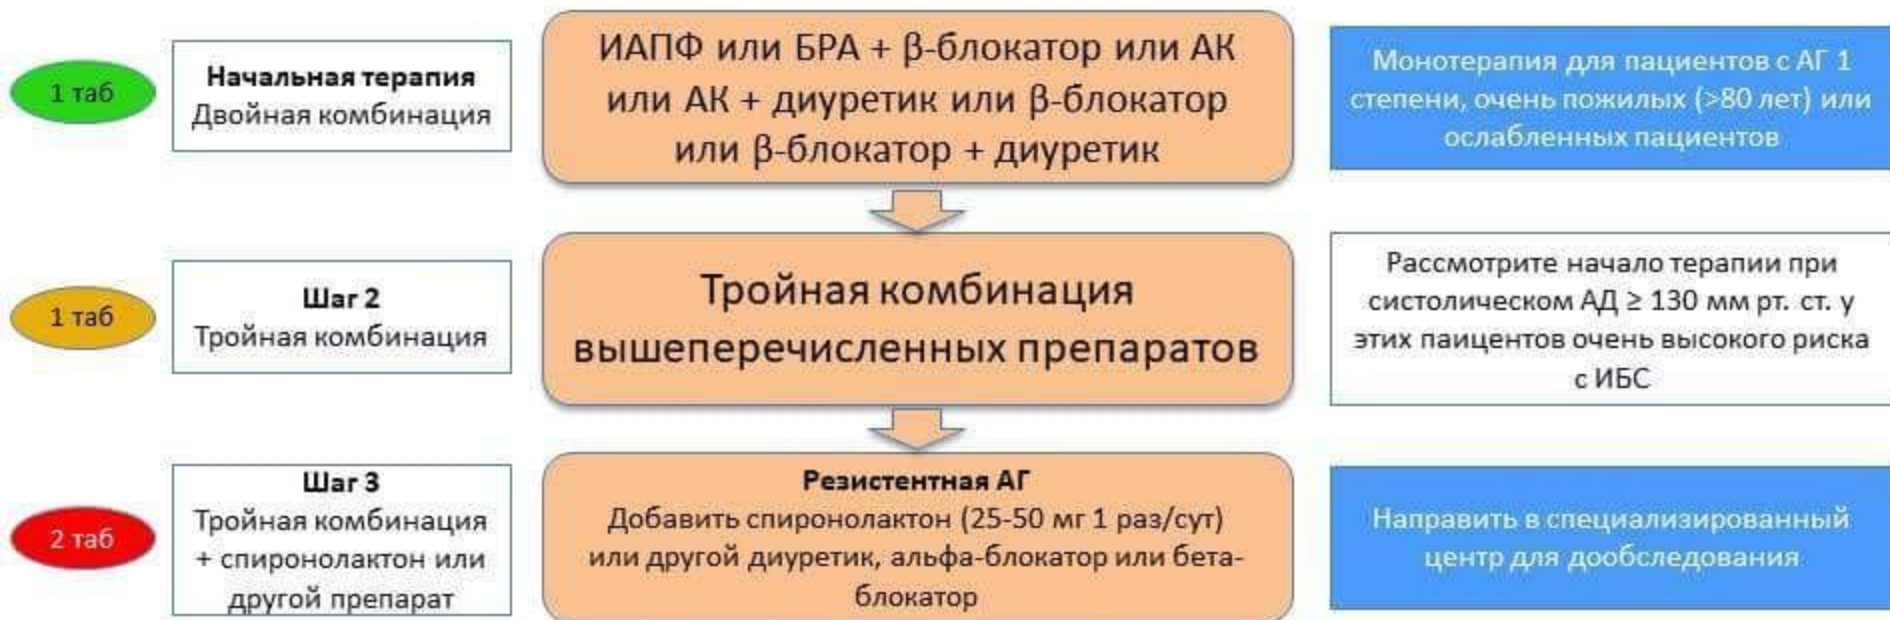 1 таб
Начальная терапия
Двойная комбинация
ИАПФ или БРА + β-блокатор или АК
или АК + диуретик или β-блокатор
или β-блокатор + диуретик
Монотерапия для пациентов с АГ 1
степени, очень пожилых (>80 лет) или
ослабленных пациентов
1 таб
Шаг 2
Тройная комбинация
Тройная комбинация
вышеперечисленных препаратов
Рассмотрите начало терапии при
систолическом АД ≥ 130 мм рт. ст. у
этих паицентов очень высокого риска
с ИБС
2 таб
Шаг 3
Тройная комбинация
+ спиронолактон или
другой препарат
Резистентная АГ
Добавить спиронолактон (25-50 мг 1 раз/сут)
или другой диуретик, альфа-блокатор или бета-
блокатор
Направить в специализированный
центр для дообследования